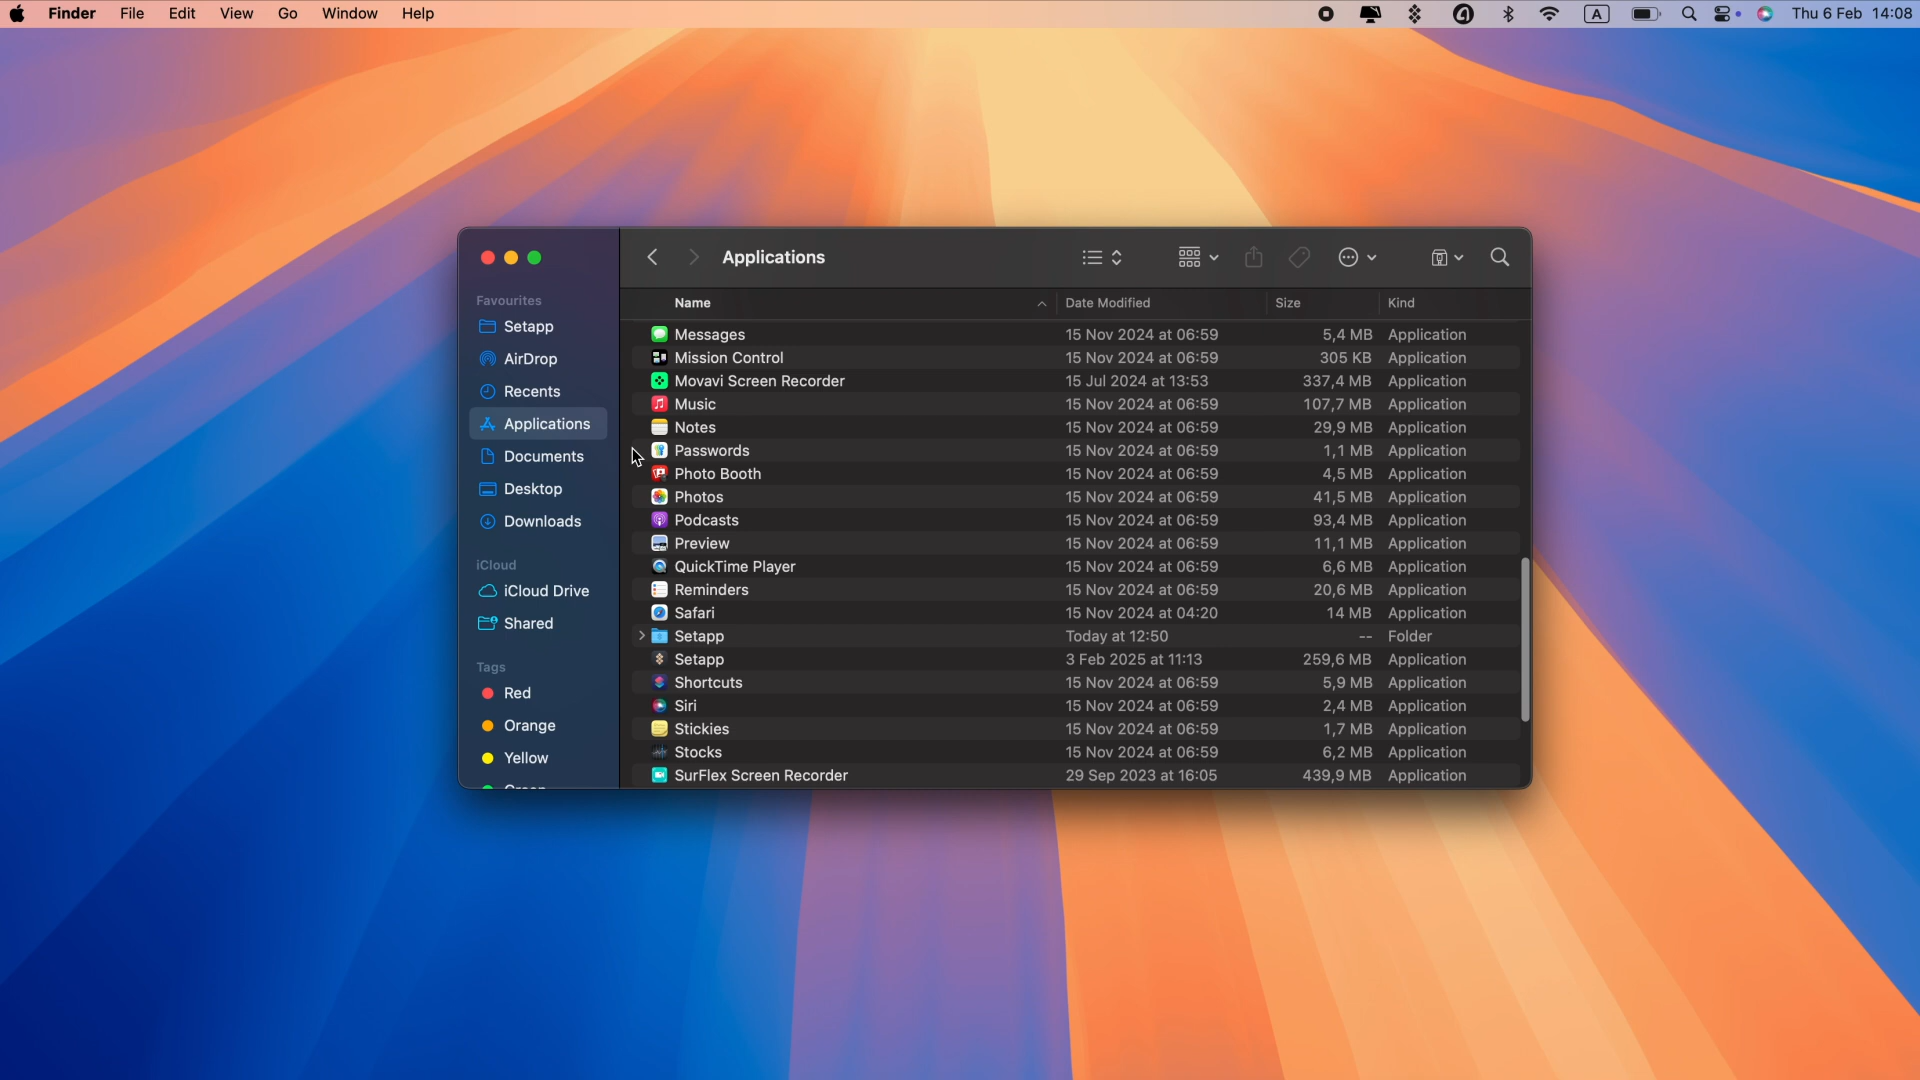 Finder File Edit View Go Window Help A Thu 6 Feb 14:08
Applications
Favourites
Setapp
AirDrop
Recents
Applications
Documents
Desktop
Downloads
iCloud
iCloud Drive
Shared
Tags
Red
Orange
Yellow
Green
Name Date Modified Size Kind
Messages 15 Nov 2024 at 06:59 5,4 MB Application
Mission Control 15 Nov 2024 at 06:59 305 KB Application
Movavi Screen Recorder 15 Jul 2024 at 13:53 337,4 MB Application
Music 15 Nov 2024 at 06:59 107,7 MB Application
Notes 15 Nov 2024 at 06:59 29,9 MB Application
Passwords 15 Nov 2024 at 06:59 1,1 MB Application
Photo Booth 15 Nov 2024 at 06:59 4,5 MB Application
Photos 15 Nov 2024 at 06:59 41,5 MB Application
Podcasts 15 Nov 2024 at 06:59 93,4 MB Application
Preview 15 Nov 2024 at 06:59 11,1 MB Application
QuickTime Player 15 Nov 2024 at 06:59 6,6 MB Application
Reminders 15 Nov 2024 at 06:59 20,6 MB Application
Safari 15 Nov 2024 at 04:20 14 MB Application
Setapp Today at 12:50 -- Folder
Setapp 3 Feb 2025 at 11:13 259,6 MB Application
Shortcuts 15 Nov 2024 at 06:59 5,9 MB Application
Siri 15 Nov 2024 at 06:59 2,4 MB Application
Stickies 15 Nov 2024 at 06:59 1,7 MB Application
Stocks 15 Nov 2024 at 06:59 6,2 MB Application
SurFlex Screen Recorder 29 Sep 2023 at 16:05 439,9 MB Application